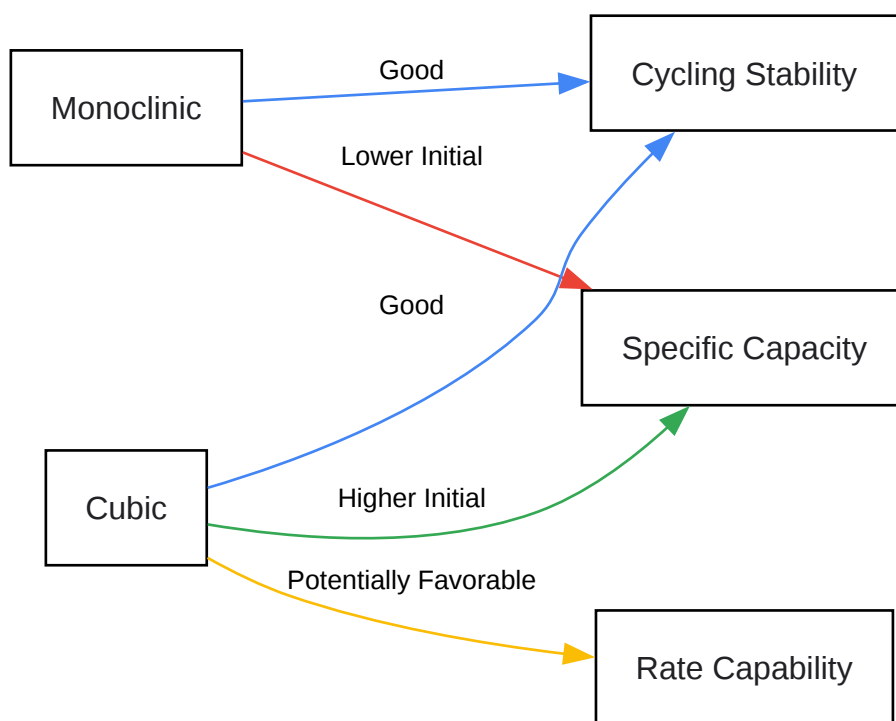 Monoclinic
Good
Cycling Stability
Lower Initial
Good
Specific Capacity
Cubic
Higher Initial
Potentially Favorable
Rate Capability